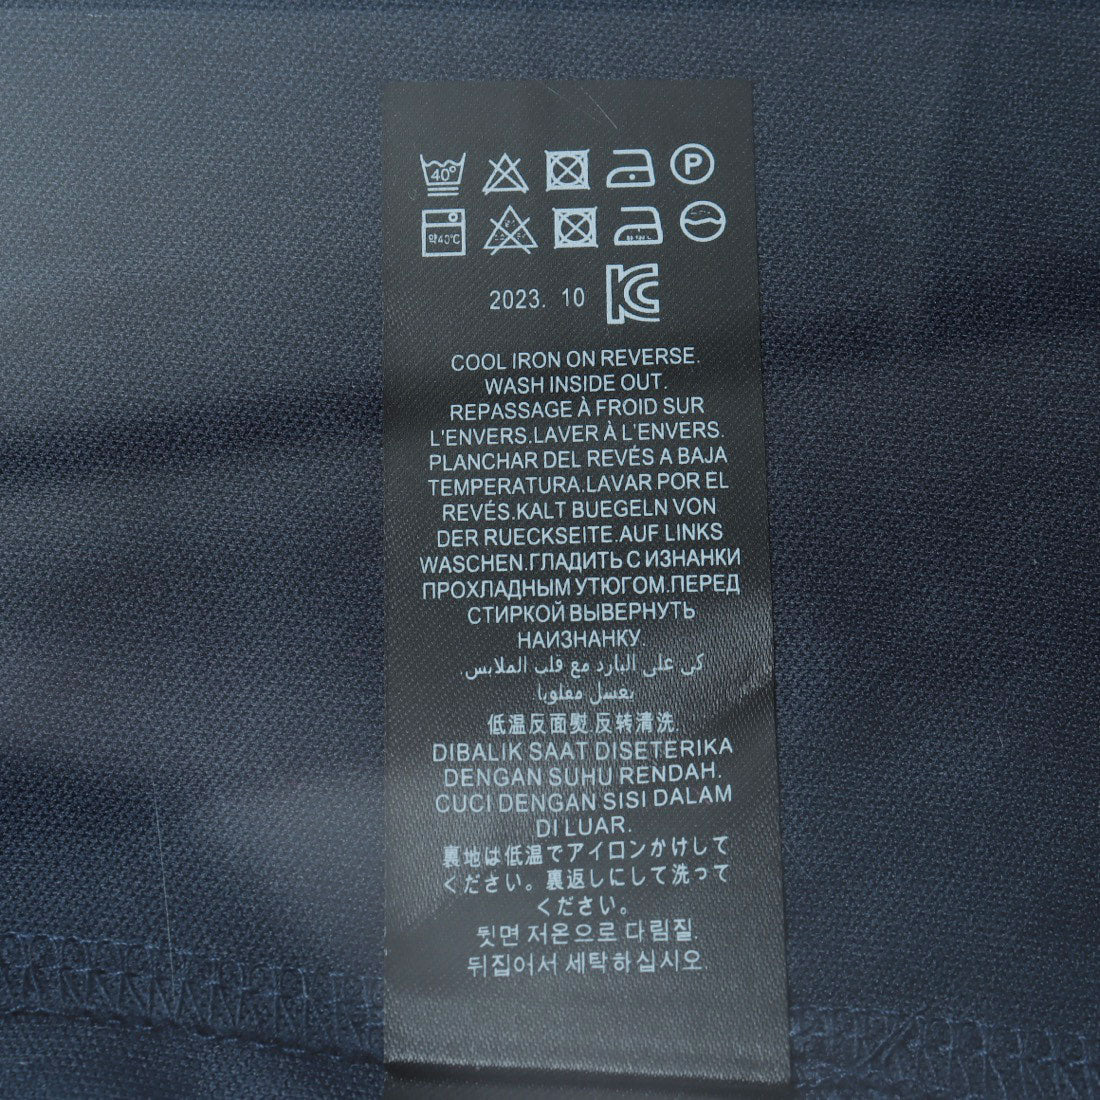 40° P
약40℃
2023. 10 KC
COOL IRON ON REVERSE.
WASH INSIDE OUT.
REPASSAGE À FROID SUR
L'ENVERS.LAVER À L'ENVERS.
PLANCHAR DEL REVÉS A BAJA
TEMPERATURA.LAVAR POR EL
REVÉS.KALT BUEGELN VON
DER RUECKSEITE.AUF LINKS
WASCHEN.ГЛАДИТЬ С ИЗНАНКИ
ПРОХЛАДНЫМ УТЮГОМ.ПЕРЕД
СТИРКОЙ ВЫВЕРНУТЬ
НАИЗНАНКУ.
كي على البارد مع قلب الملابس.
يغسل مقلوبا
低温反面熨.反转清洗.
DIBALIK SAAT DISETERIKA
DENGAN SUHU RENDAH.
CUCI DENGAN SISI DALAM
DI LUAR.
裏地は低温でアイロンかけして
ください。裏返しにして洗って
ください。
뒷면 저온으로 다림질.
뒤집어서 세탁하십시오.